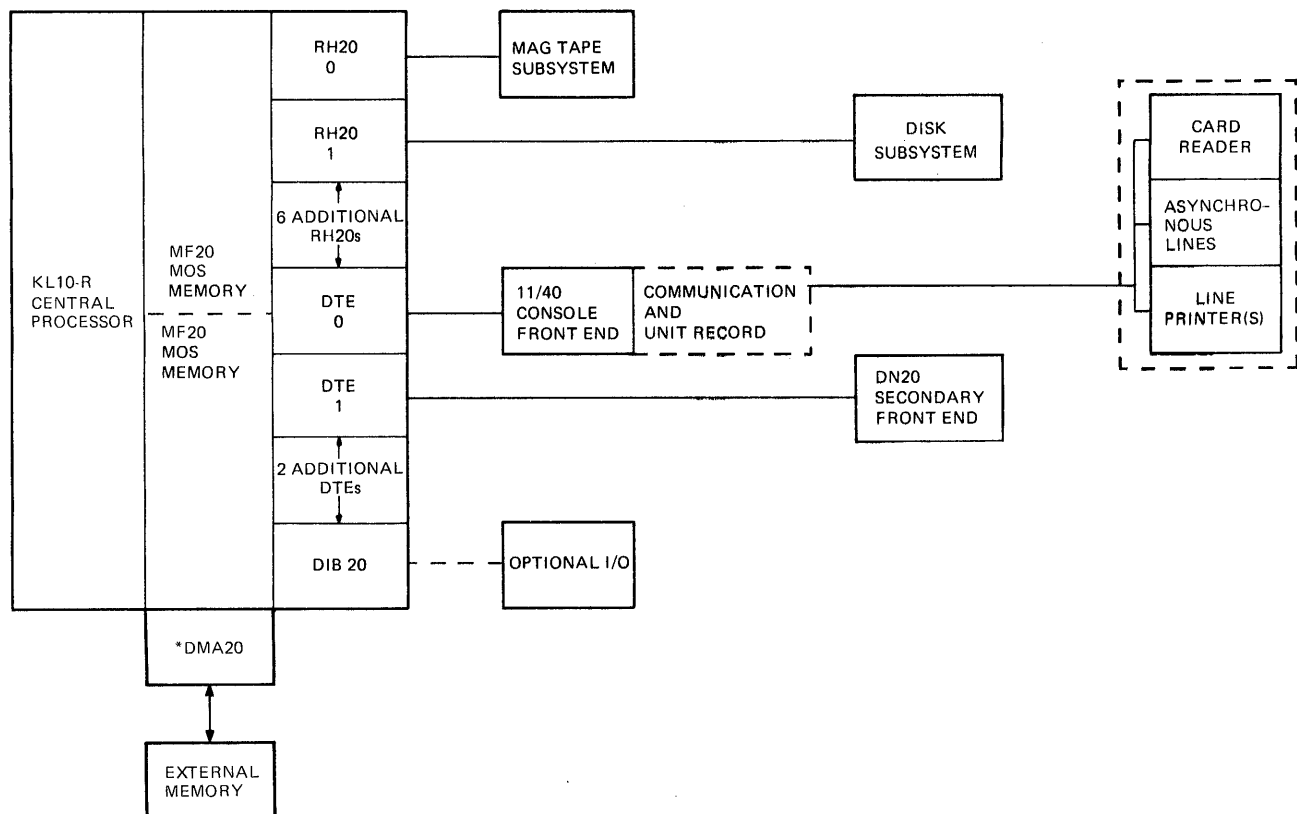 RH20
0
MAG TAPE
SUBSYSTEM
RH20
1
DISK
SUBSYSTEM
CARD
READER
6 ADDITIONAL
RH20s
ASYNCHRO-
NOUS
LINES
KL10-R
CENTRAL
PROCESSOR
MF20
MOS
MEMORY
MF20
MOS
MEMORY
DTE
0
11/40
CONSOLE
FRONT END
COMMUNICATION
AND
UNIT RECORD
LINE
PRINTER(S)
DTE
1
DN20
SECONDARY
FRONT END
2 ADDITIONAL
DTEs
DIB 20
OPTIONAL I/O
*DMA20
EXTERNAL
MEMORY